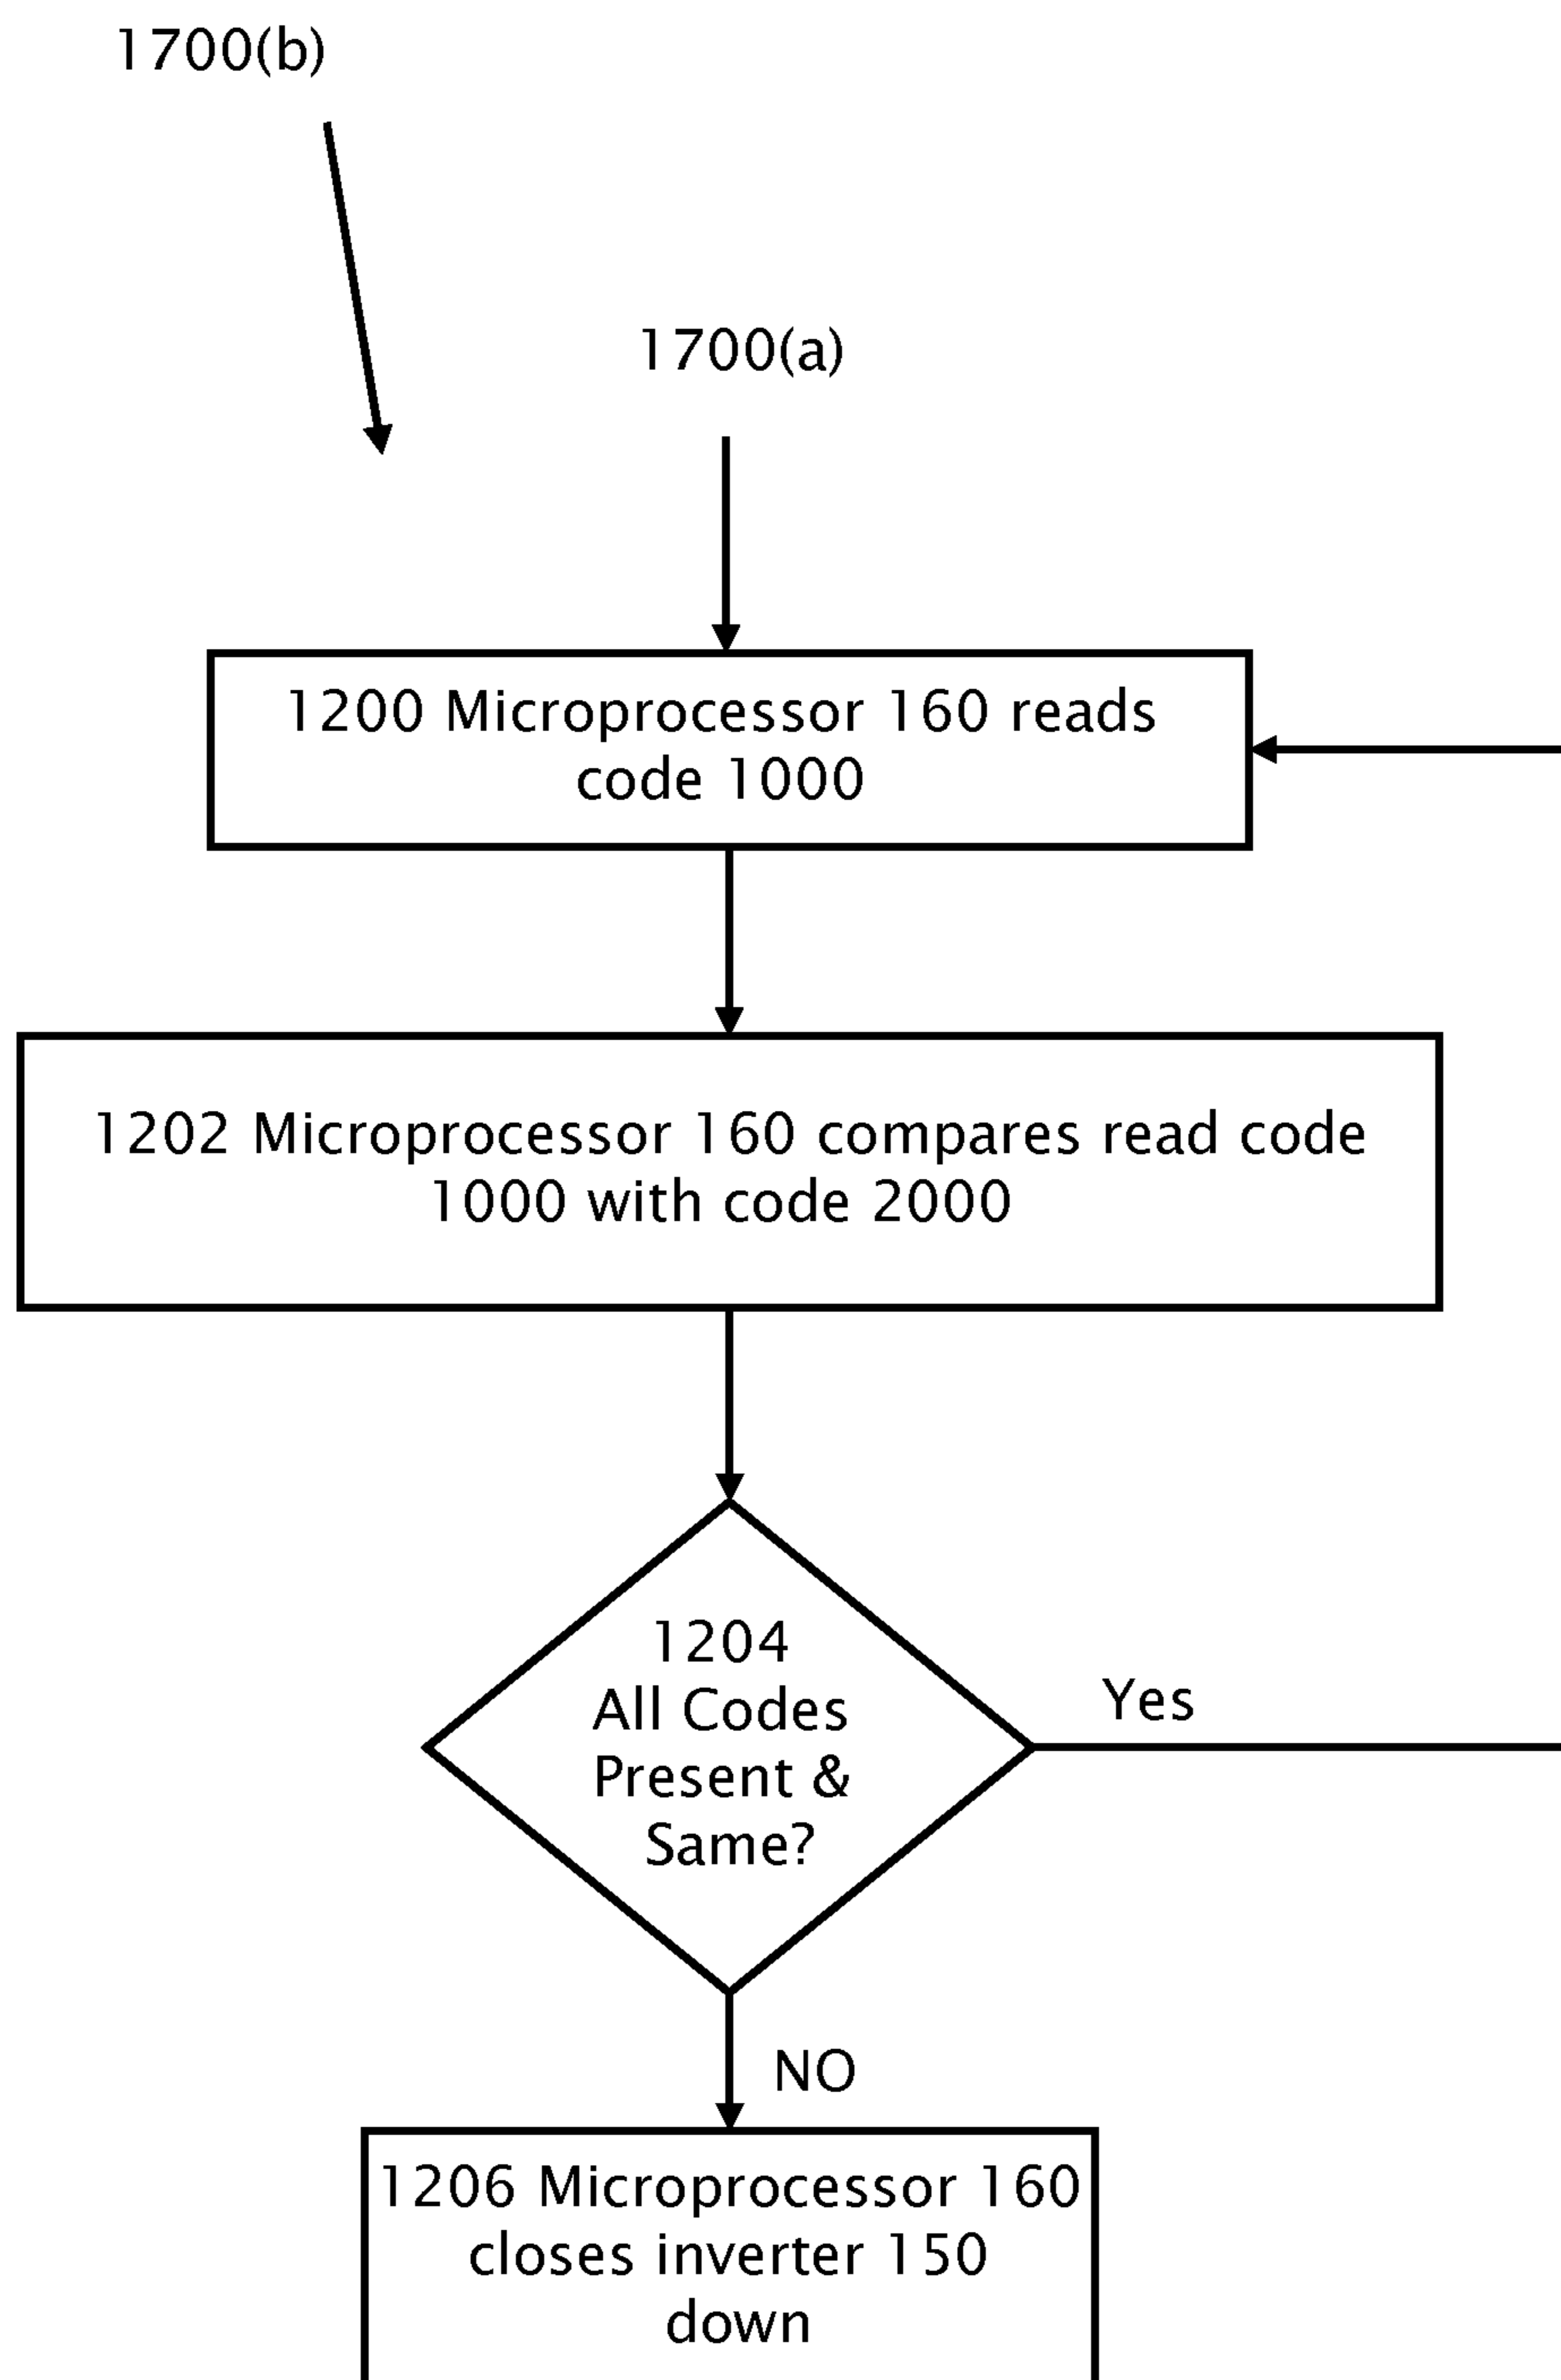 1700(b)
1700(a)
1200 Microprocessor 160 reads
code 1000
1202 Microprocessor 160 compares read code
1000 with code 2000
1204
All Codes
Present &
Same?
Yes
NO
1206 Microprocessor 160
closes inverter 150
down